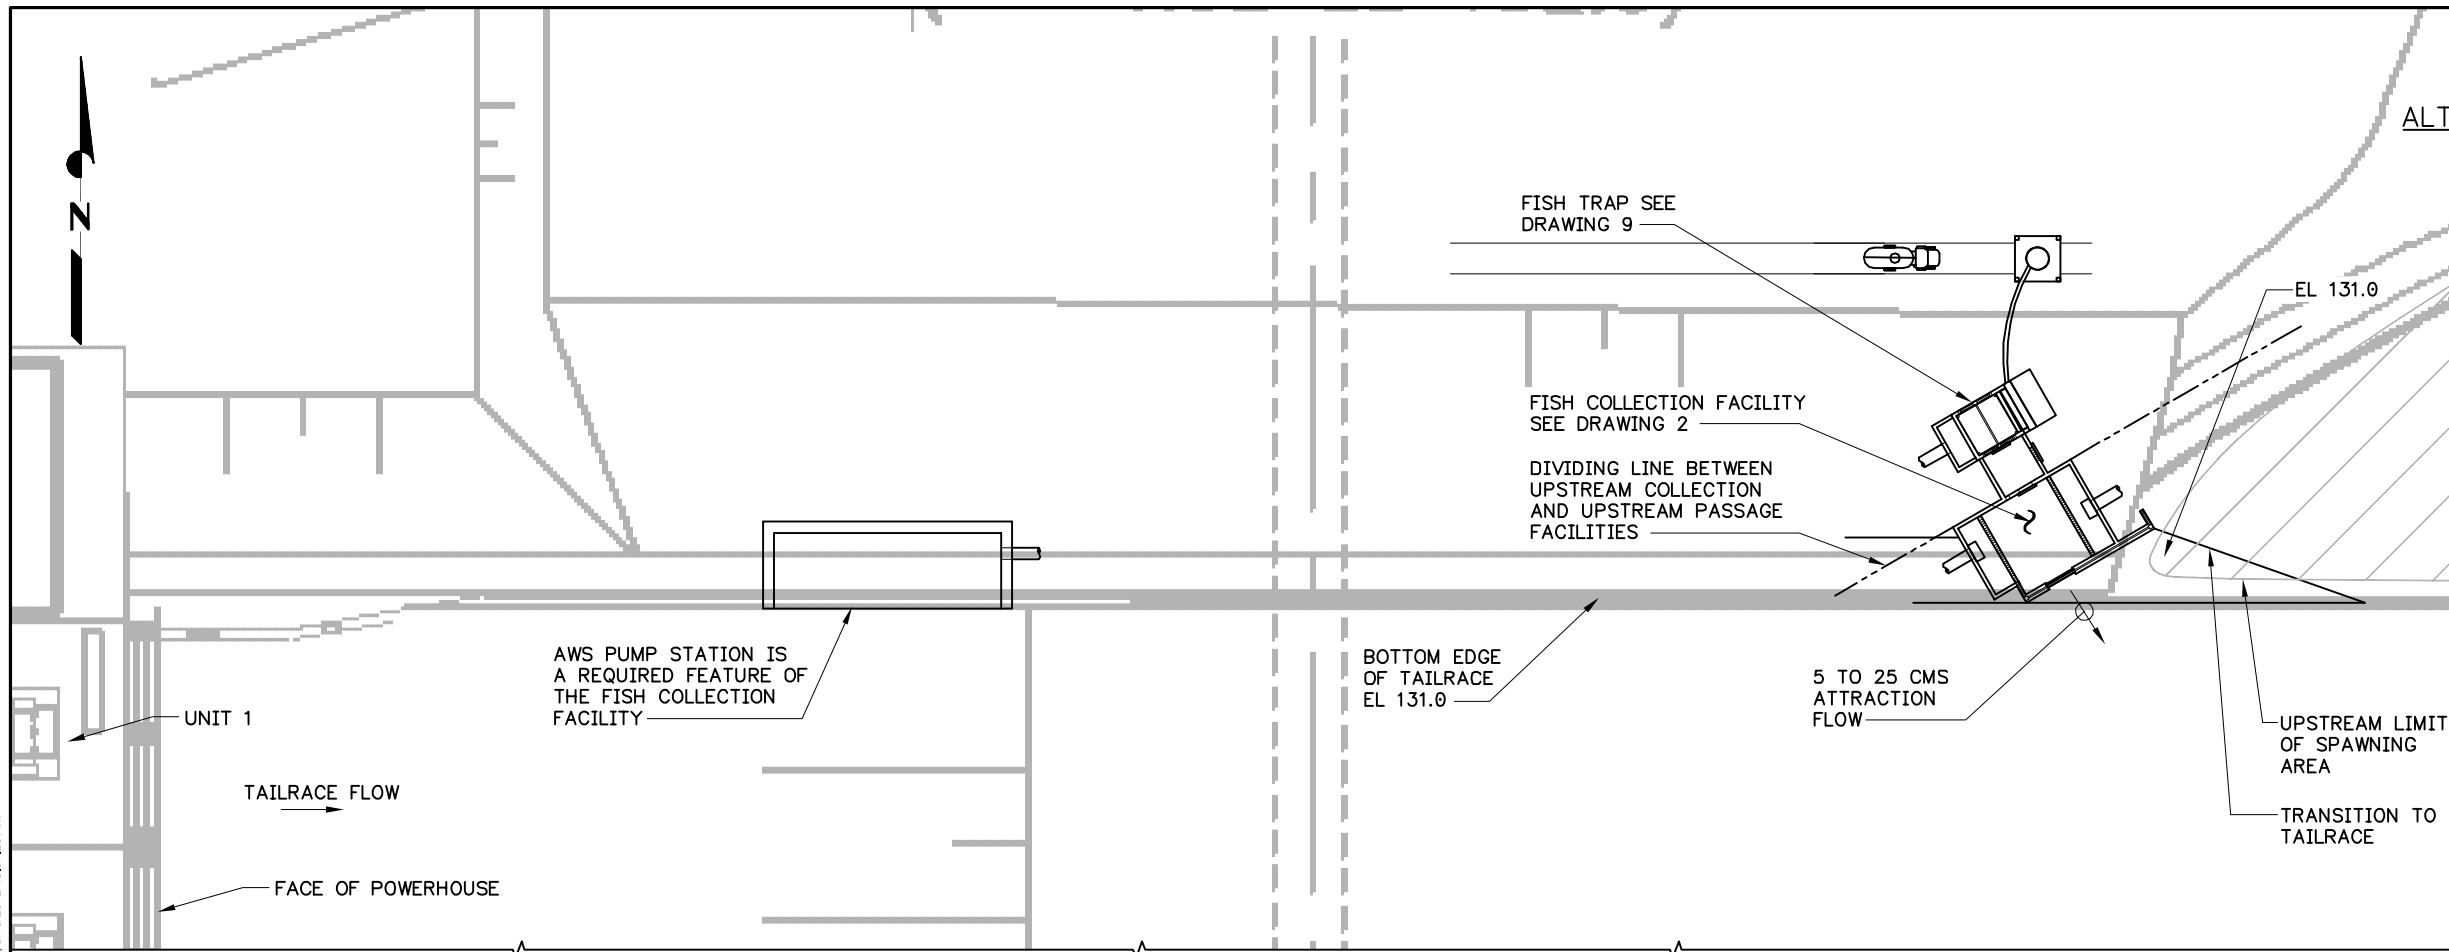 ALT
N
FISH TRAP SEE
DRAWING 9
EL 131.0
FISH COLLECTION FACILITY
SEE DRAWING 2
DIVIDING LINE BETWEEN
UPSTREAM COLLECTION
AND UPSTREAM PASSAGE
FACILITIES
AWS PUMP STATION IS
A REQUIRED FEATURE OF
THE FISH COLLECTION
FACILITY
BOTTOM EDGE
OF TAILRACE
EL 131.0
5 TO 25 CMS
ATTRACTION
FLOW
UNIT 1
UPSTREAM LIMIT
OF SPAWNING
AREA
TAILRACE FLOW
TRANSITION TO
TAILRACE
FACE OF POWERHOUSE